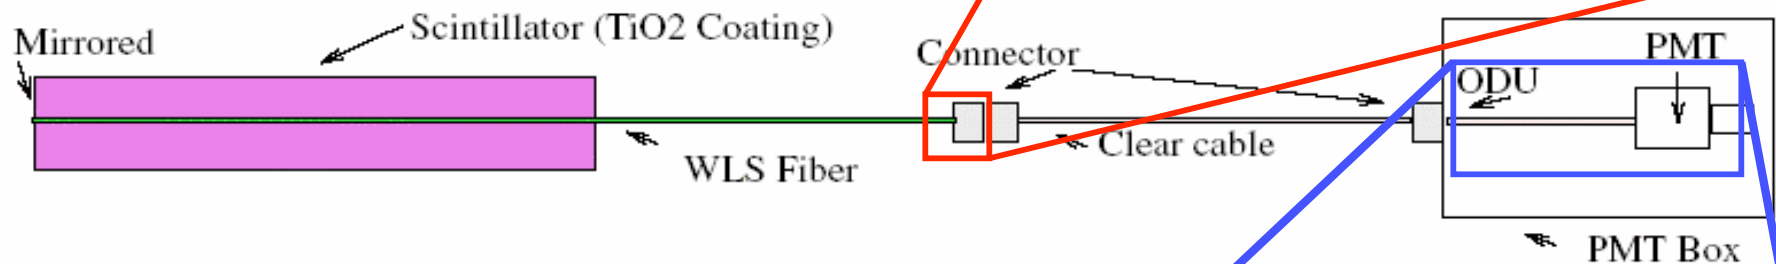 Mirrored
Scintillator (TiO2 Coating)
Connector
PMT
ODU
WLS Fiber
Clear cable
PMT Box